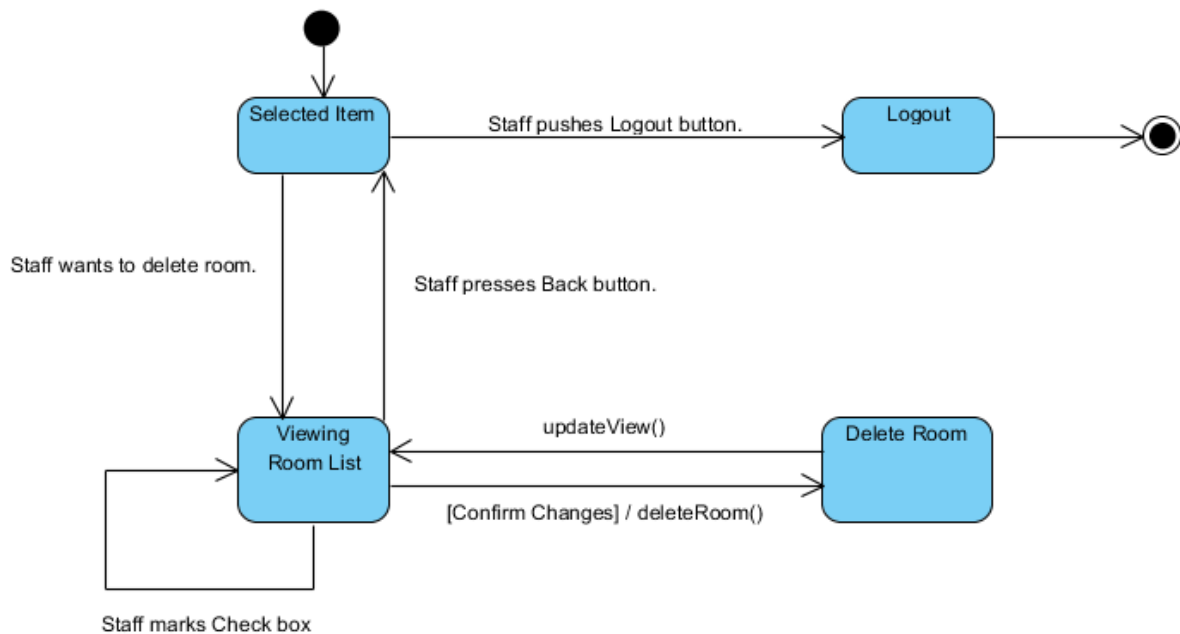 Selected Item
Staff pushes Logout button.
Logout
Staff wants to delete room.
Staff presses Back button.
Viewing
Room List
updateView()
Delete Room
[Confirm Changes] / deleteRoom()
Staff marks Check box